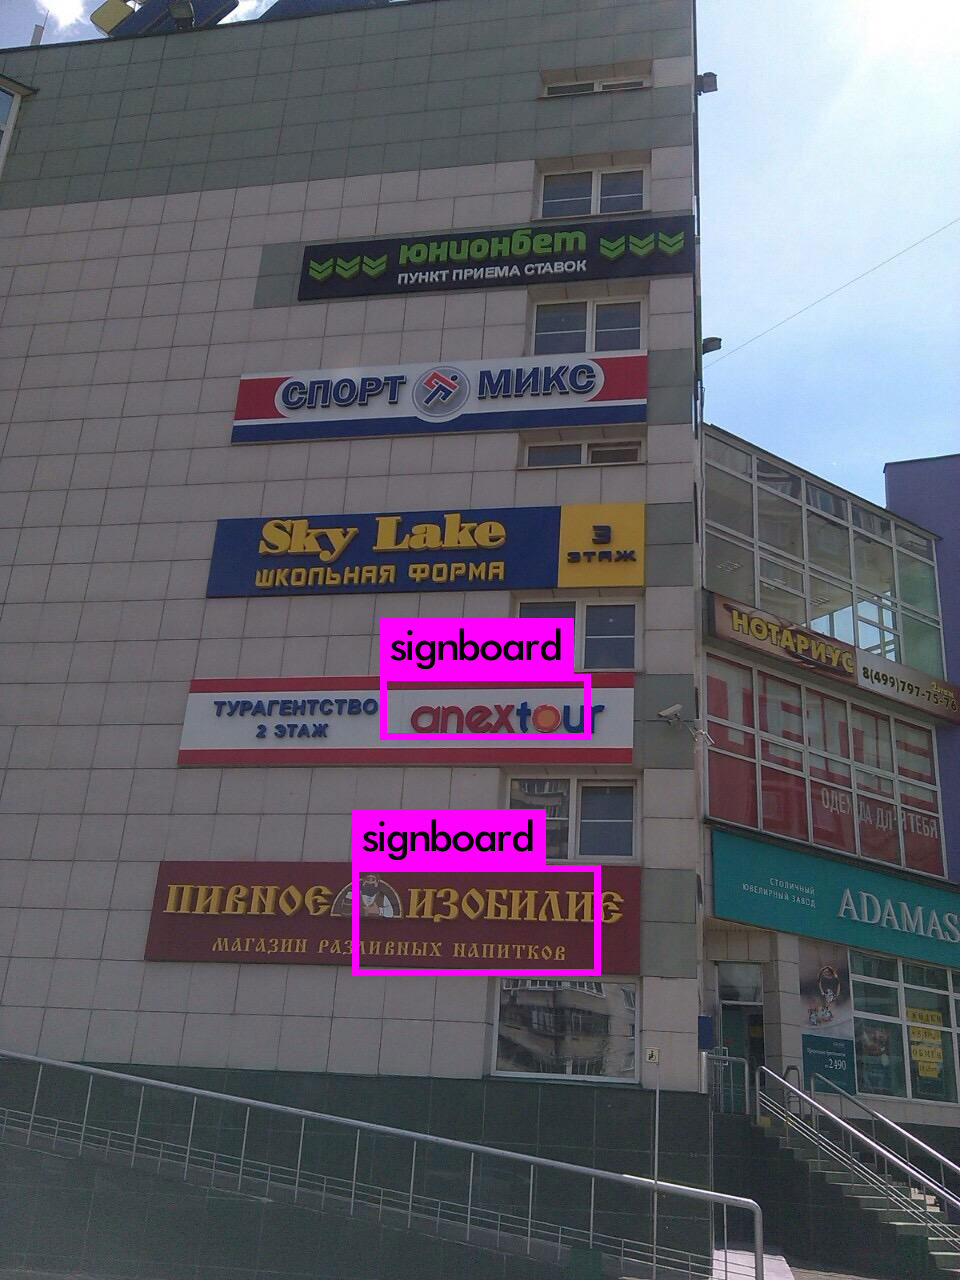 юнионбет
ПУНКТ ПРИЕМА СТАВОК
СПОРТ МИКС
Sky Lake
ШКОЛЬНАЯ ФОРМА
3
ЭТАЖ
signboard
ТУРАГЕНТСТВО
2 ЭТАЖ
anextour
signboard
ПИВНОЕ ИЗОБИЛИЕ
МАГАЗИН РАЗЛИВНЫХ НАПИТКОВ
НОТАРИУС
8(499)797-75-76
ОДЕЖДА ДЛЯ ТЕБЯ
СТОЛИЧНЫЙ
ЮВЕЛИРНЫЙ ЗАВОД
ADAMAS
2490